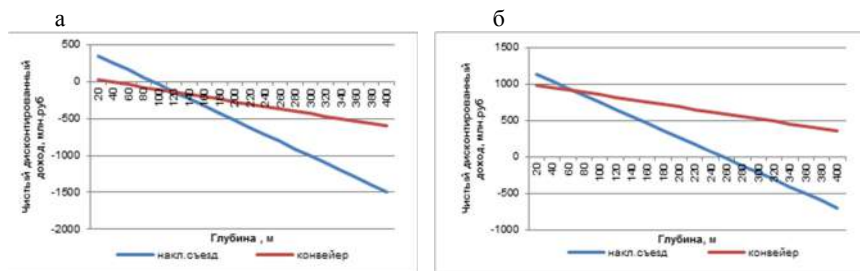 а
б
Чистый дисконтированный доход, млн.руб
500
0
-500
-1000
-1500
-2000
20 40 60 80 100 120 140 160 180 200 220 240 260 280 300 320 340 360 380 400
Глубина , м
накл.съезд конвейер
Чистый дисконтированный доход, млн.руб
1500
1000
500
0
-500
-1000
20 40 60 80 100 120 140 160 180 200 220 240 260 280 300 320 340 360 380 400
Глубина , м
накл.съезд конвейер